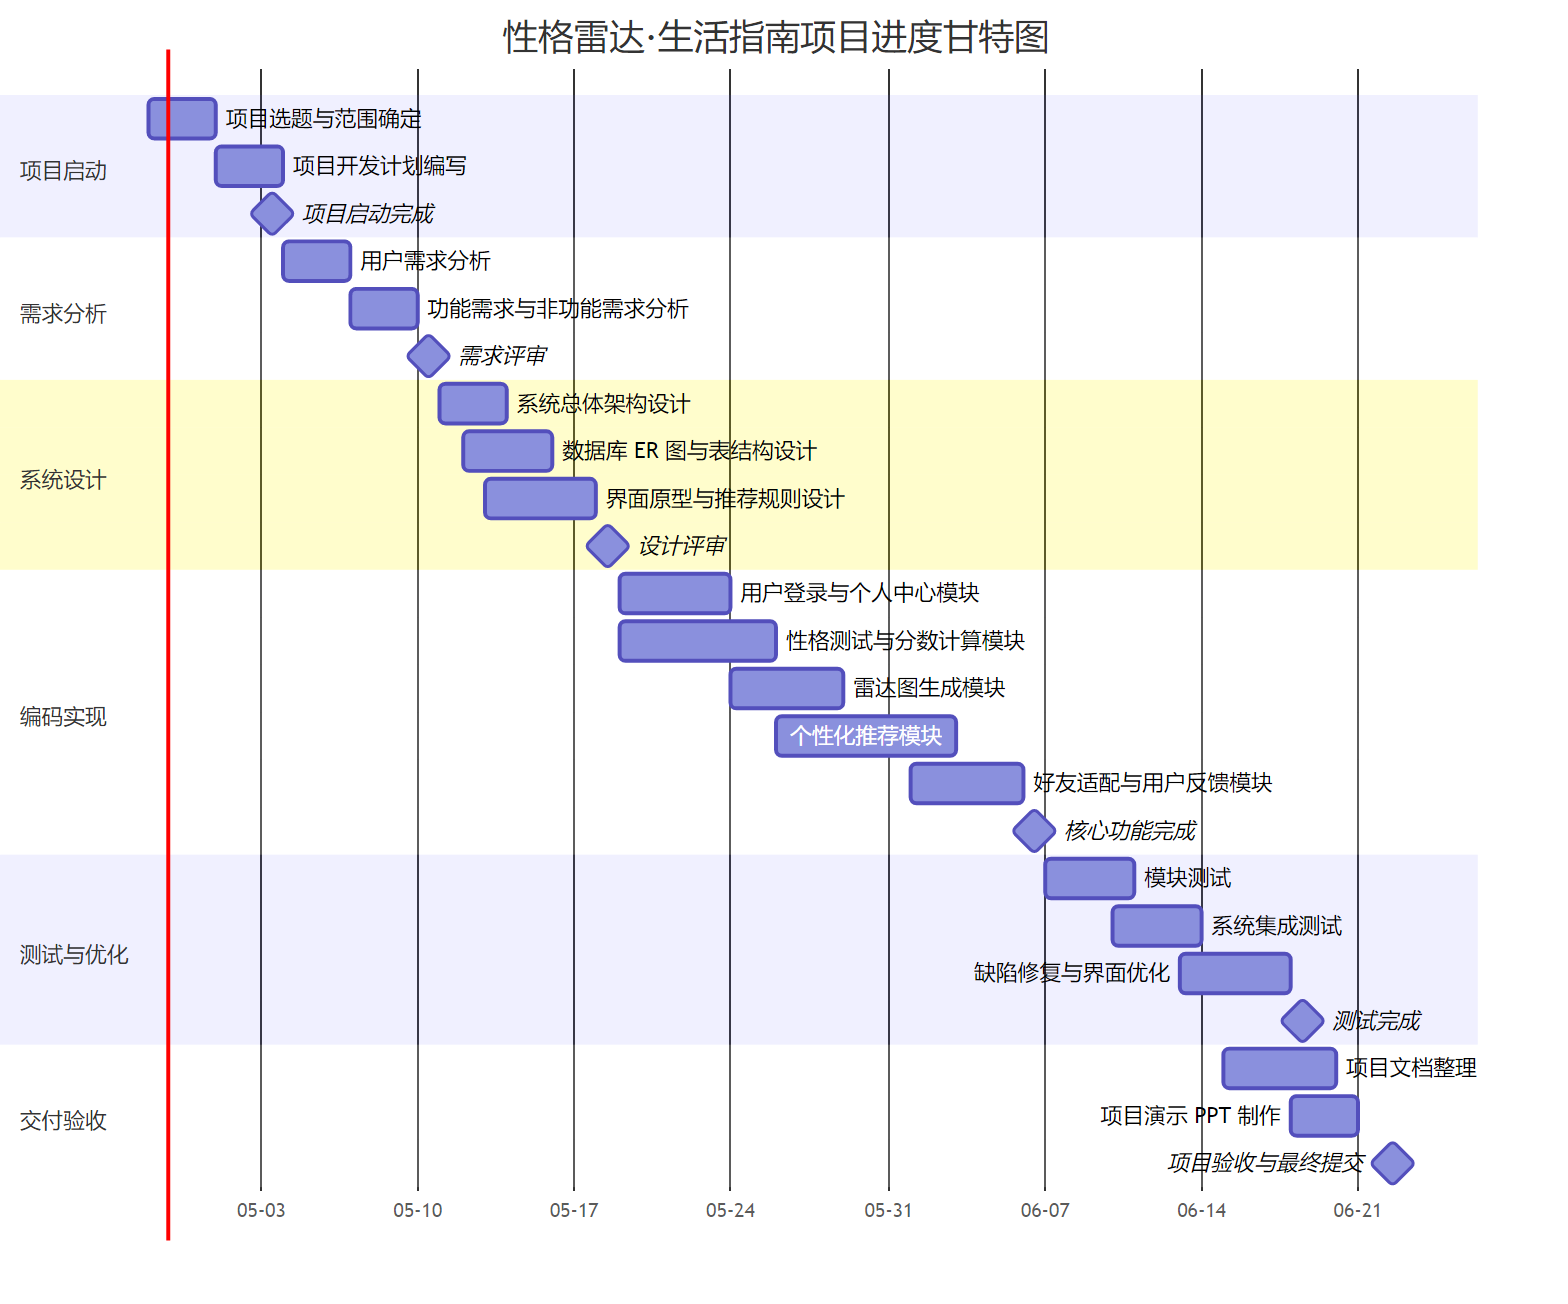 性格雷达·生活指南项目进度甘特图
项目启动
项目选题与范围确定
项目开发计划编写
项目启动完成
需求分析
用户需求分析
功能需求与非功能需求分析
需求评审
系统设计
系统总体架构设计
数据库 ER 图与表结构设计
界面原型与推荐规则设计
设计评审
编码实现
用户登录与个人中心模块
性格测试与分数计算模块
雷达图生成模块
个性化推荐模块
好友适配与用户反馈模块
核心功能完成
测试与优化
模块测试
系统集成测试
缺陷修复与界面优化
测试完成
交付验收
项目文档整理
项目演示 PPT 制作
项目验收与最终提交
05-03 05-10 05-17 05-24 05-31 06-07 06-14 06-21